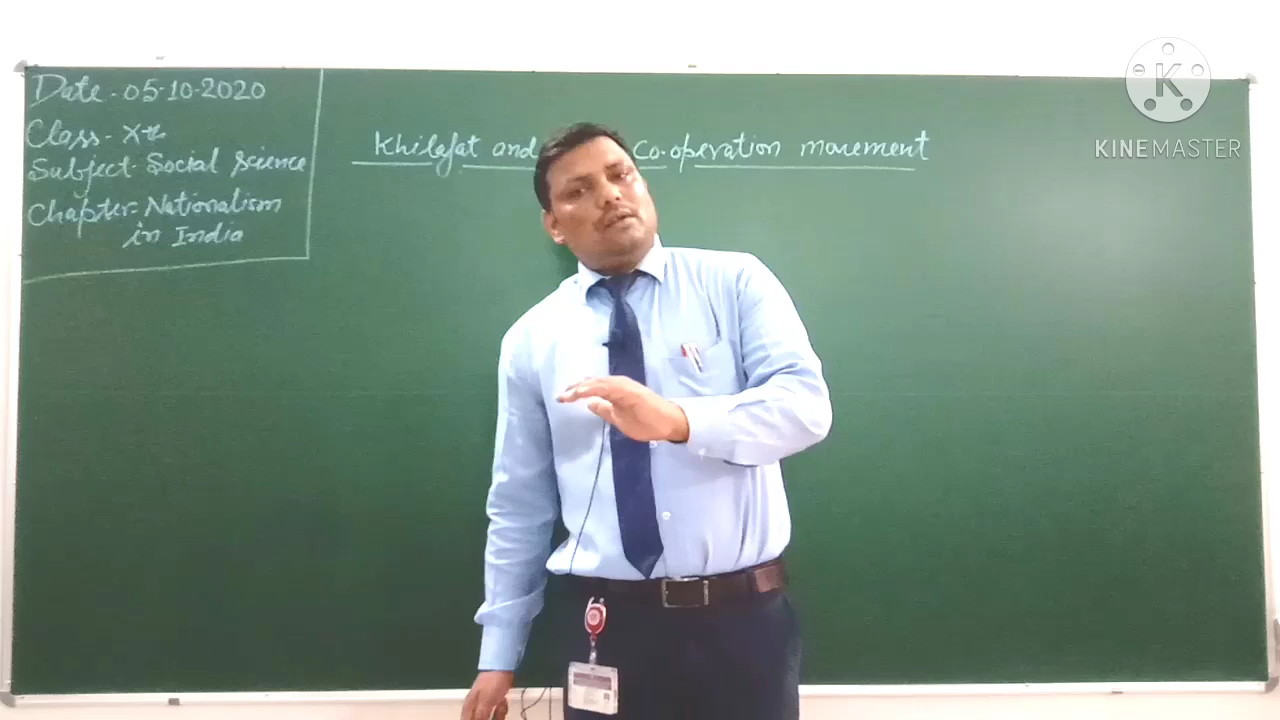 Date - 05-10-2020
Class - Xth
Subject - Social Science
Chapter - Nationalism
in India
Khilafat and Co-operation movement
K
KINEMASTER